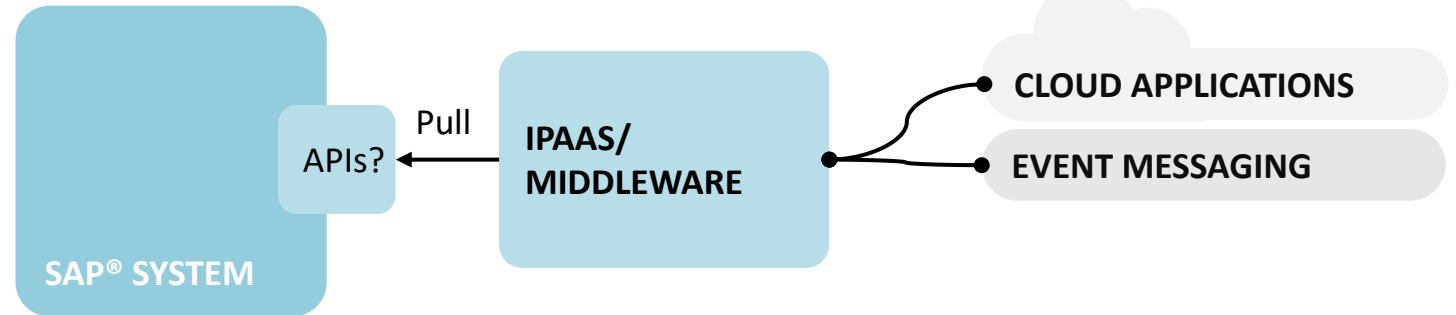 SAP® SYSTEM
APIs?
Pull
IPAAS/
MIDDLEWARE
CLOUD APPLICATIONS
EVENT MESSAGING